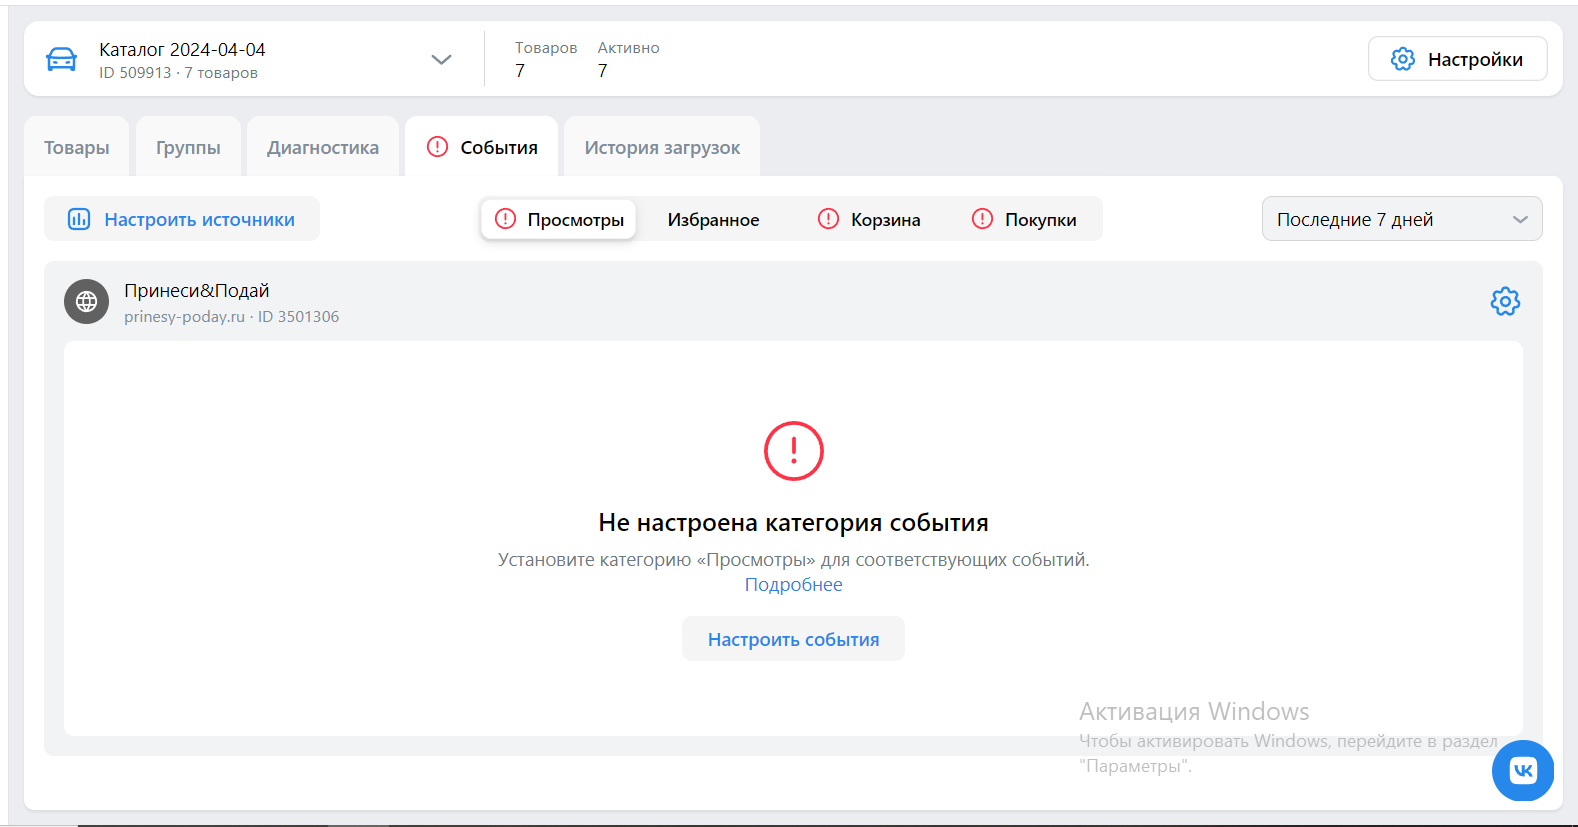 Каталог 2024-04-04
ID 509913 · 7 товаров
Товаров
7
Активно
7
Настройки
Товары
Группы
Диагностика
События
История загрузок
Настроить источники
Просмотры
Избранное
Корзина
Покупки
Последние 7 дней
Принеси&Подай
prinesy-poday.ru · ID 3501306
Не настроена категория события
Установите категорию «Просмотры» для соответствующих событий.
Подробнее
Настроить события
Активация Windows
Чтобы активировать Windows, перейдите в раздел
"Параметры".